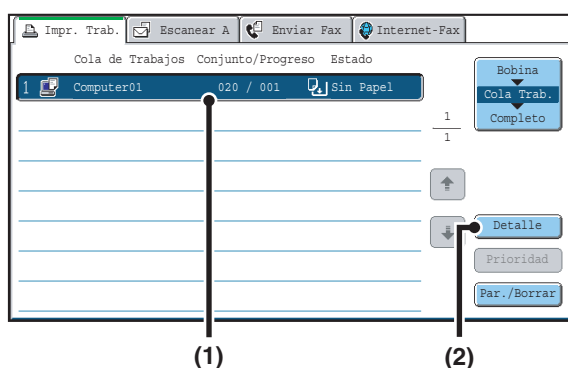 Impr. Trab. Escanear A Enviar Fax Internet-Fax
Cola de Trabajos Conjunto/Progreso Estado
1 Computer01 020 / 001 Sin Papel
1
1
Bobina
Cola Trab.
Completo
Detalle
Prioridad
Par./Borrar
(1) (2)